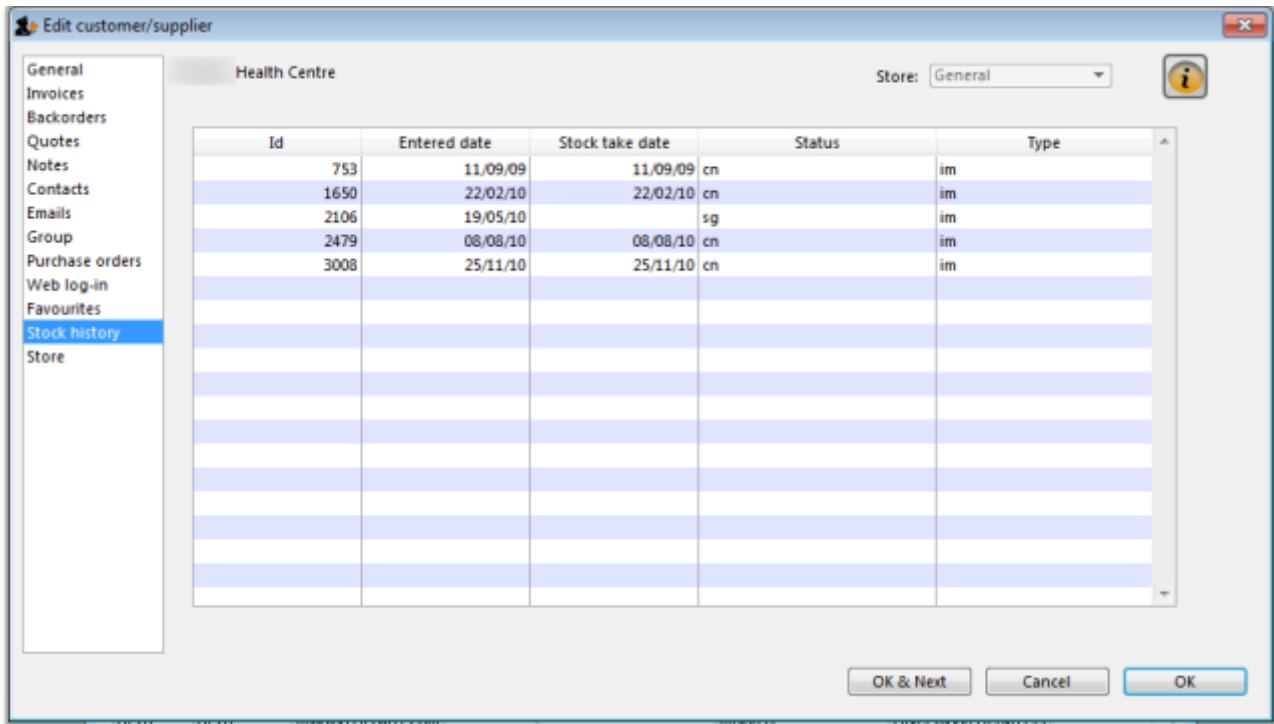 Edit customer/supplier
General
Invoices
Backorders
Quotes
Notes
Contacts
Emails
Group
Purchase orders
Web log-in
Favourites
Stock history
Store
Health Centre
Store: General
Id Entered date Stock take date Status Type
753 11/09/09 11/09/09 cn im
1650 22/02/10 22/02/10 cn im
2106 19/05/10 sg im
2479 08/08/10 08/08/10 cn im
3008 25/11/10 25/11/10 cn im
OK & Next Cancel OK